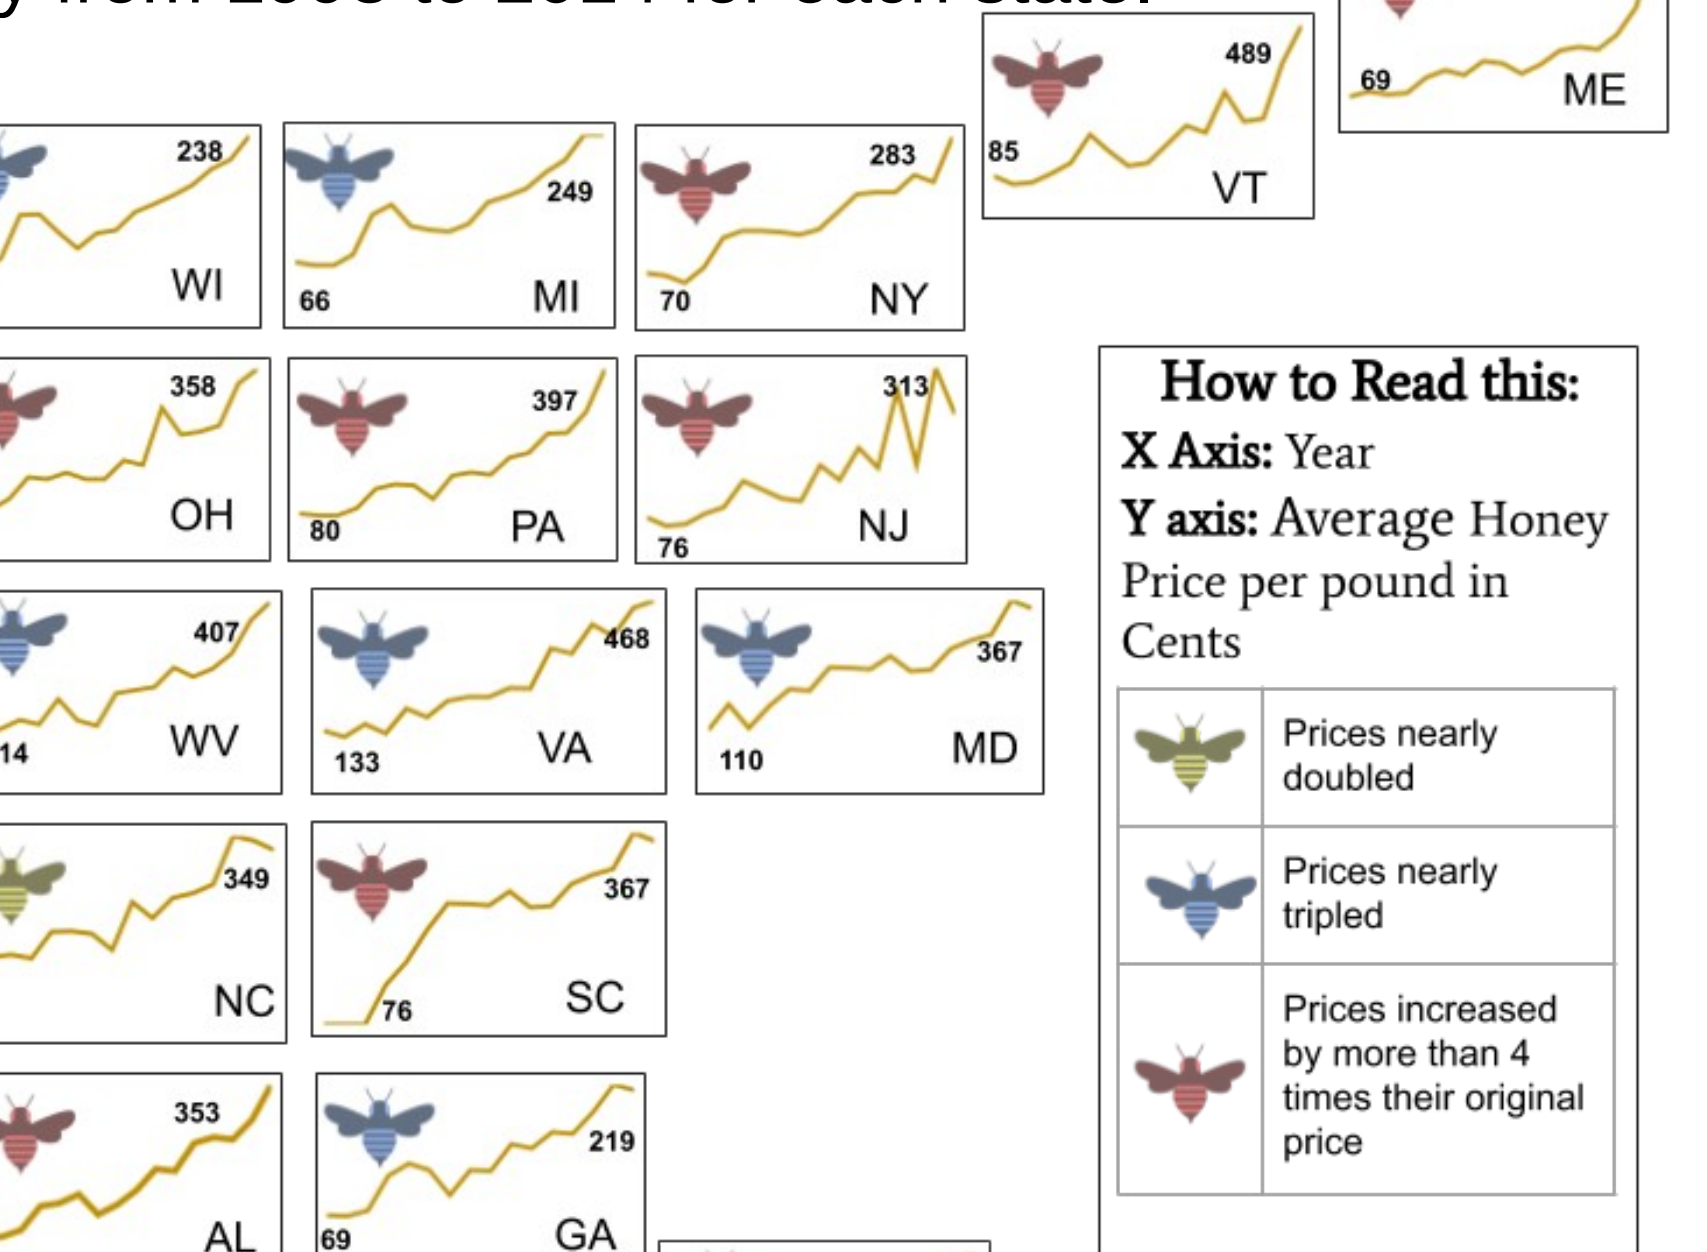 489
85
VT
69
ME
238
WI
249
66
MI
283
70
NY
358
OH
397
80
PA
313
76
NJ
407
14
WV
468
133
VA
367
110
MD
349
NC
367
76
SC
353
AL
219
69
GA
How to Read this:
X Axis: Year
Y axis: Average Honey
Price per pound in
Cents
Prices nearly
doubled
Prices nearly
tripled
Prices increased
by more than 4
times their original
price